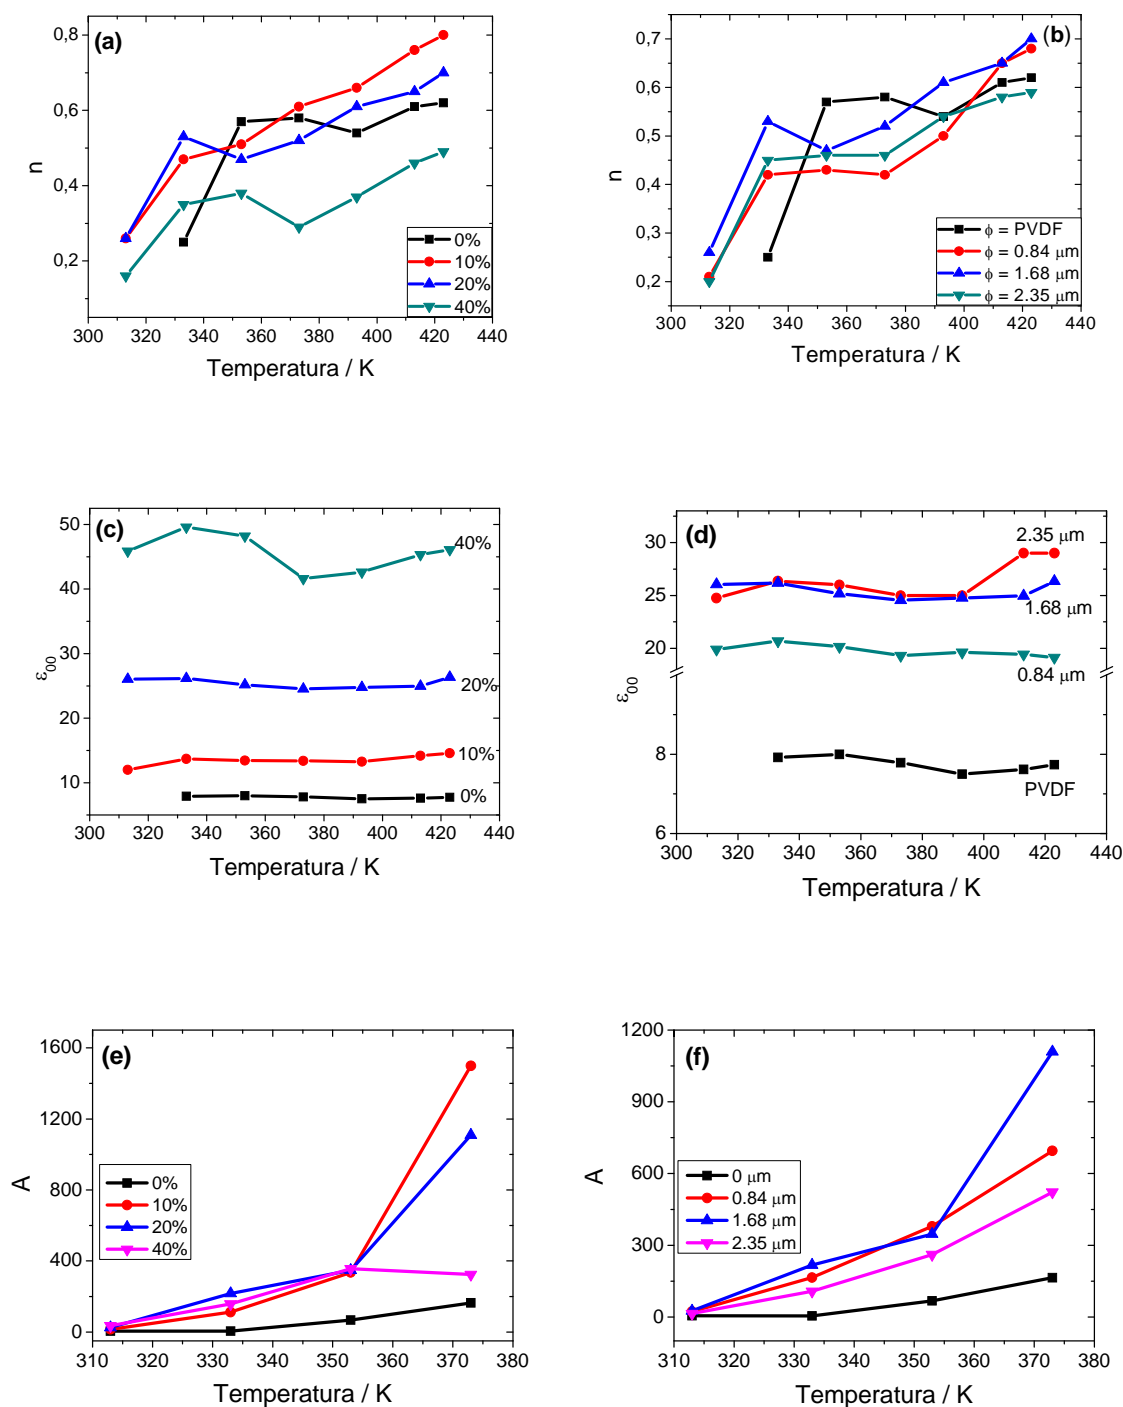 (a)
0,8
0,6
0,4
0,2
n
0%
10%
20%
40%
300 320 340 360 380 400 420 440
Temperatura / K
(b)
0,7
0,6
0,5
0,4
0,3
0,2
n
ϕ = PVDF
ϕ = 0.84 μm
ϕ = 1.68 μm
ϕ = 2.35 μm
300 320 340 360 380 400 420 440
Temperatura / K
(c)
50
40
30
20
10
ε00
40%
20%
10%
0%
300 320 340 360 380 400 420 440
Temperatura / K
(d)
30
25
20
8
6
ε00
2.35 μm
1.68 μm
0.84 μm
PVDF
300 320 340 360 380 400 420 440
Temperatura / K
(e)
1600
1200
800
400
0
A
0%
10%
20%
40%
310 320 330 340 350 360 370 380
Temperatura / K
(f)
1200
900
600
300
0
A
0 μm
0.84 μm
1.68 μm
2.35 μm
310 320 330 340 350 360 370 380
Temperatura / K